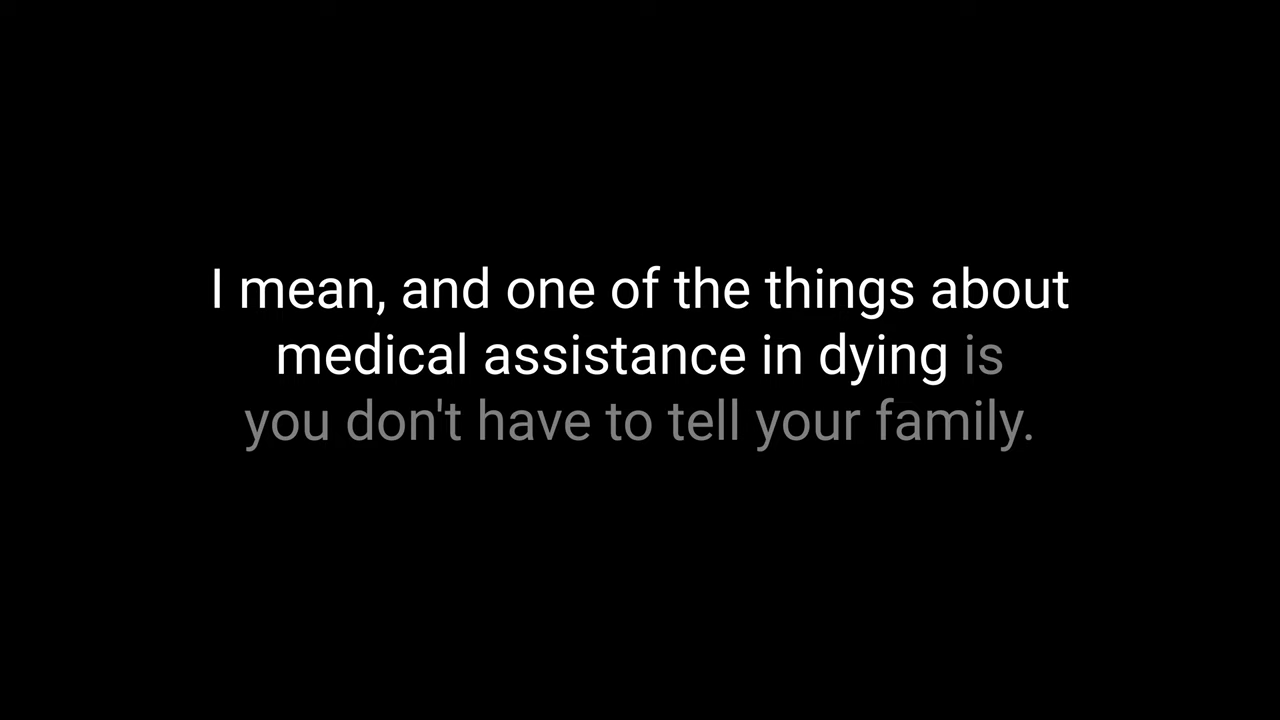 I mean, and one of the things about
medical assistance in dying is
you don't have to tell your family.